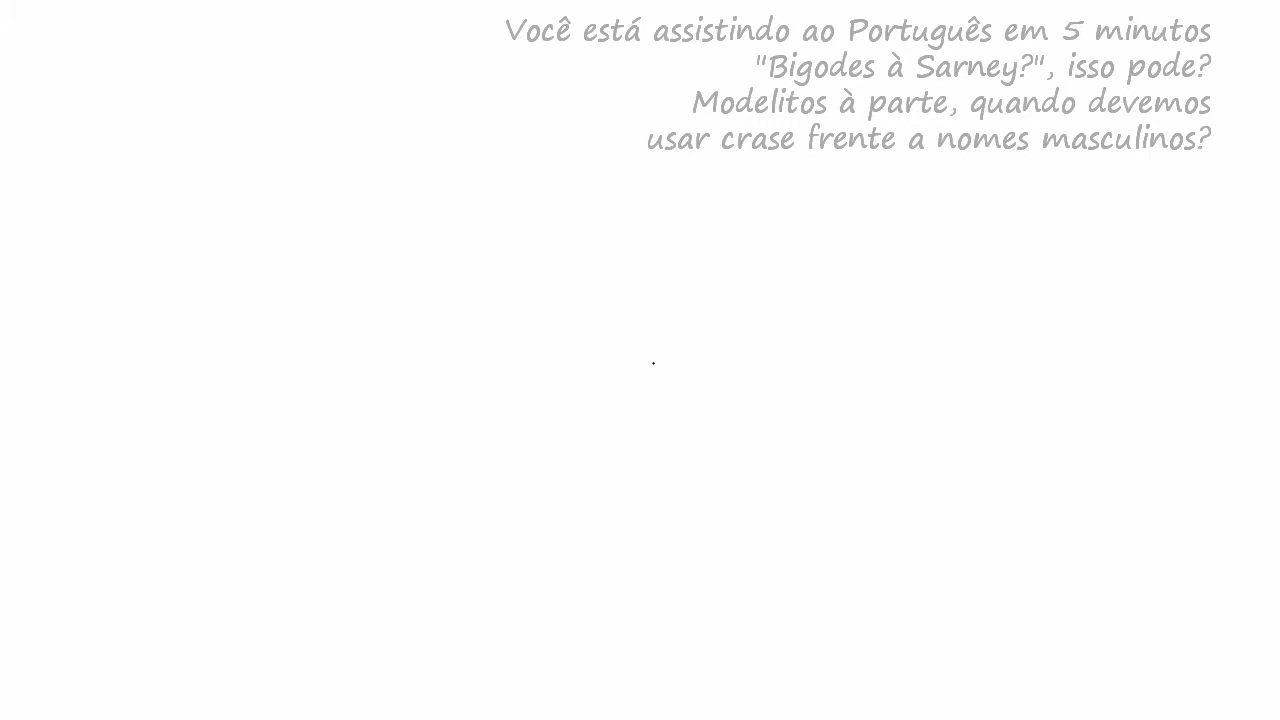 Você está assistindo ao Português em 5 minutos
"Bigodes à Sarney?", isso pode?
Modelitos à parte, quando devemos
usar crase frente a nomes masculinos?